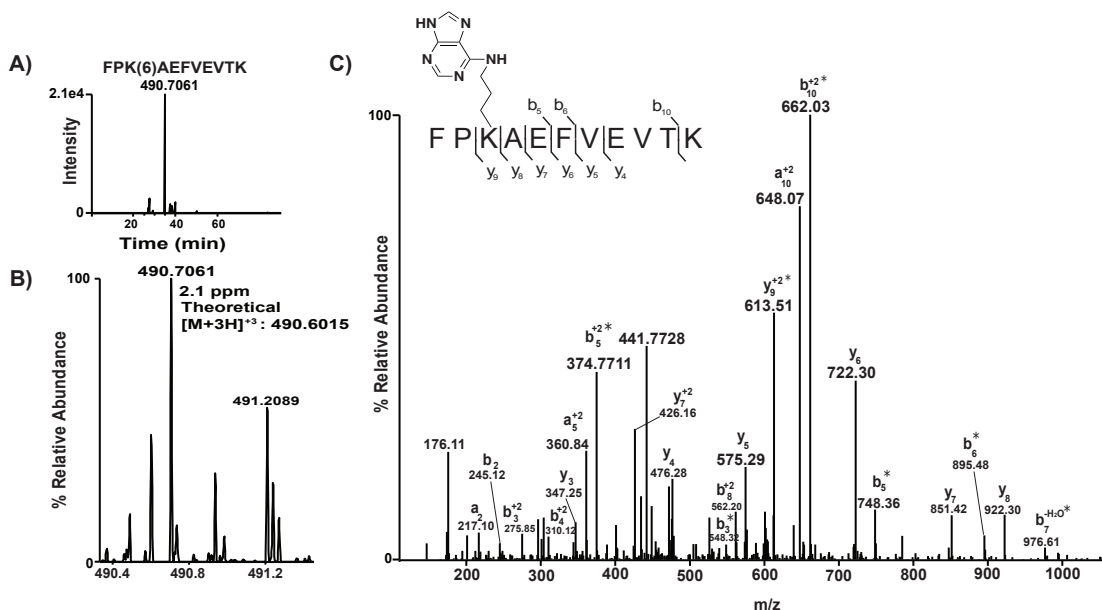 A)
FPK(6)AEFVEVTK
490.7061
2.1e4
Intensity
0
20 40 60
Time (min)
B)
100
490.7061
2.1 ppm
Theoretical
[M+3H]+3 : 490.6015
491.2089
% Relative Abundance
0
490.4 490.8 491.2
C)
HN N
N N
NH
b5 b6 b10
F P K A E F V E V T K
y9 y8 y7 y6 y5 y4
100
% Relative Abundance
0
176.11
b2
245.12
a2
217.10
b3+2
275.85
b4+2
310.12
y3
347.25
a5+2
360.84
b5+2*
374.7711
441.7728
y7+2
426.16
y4
476.28
b8+2
562.20
b3*
548.32
y5
575.29
y9+2*
613.51
a10+2
648.07
b10+2*
662.03
y6
722.30
b5*
748.36
y7
851.42
b6*
895.48
y8
922.30
b7-H2O*
976.61
200 300 400 500 600 700 800 900 1000
m/z